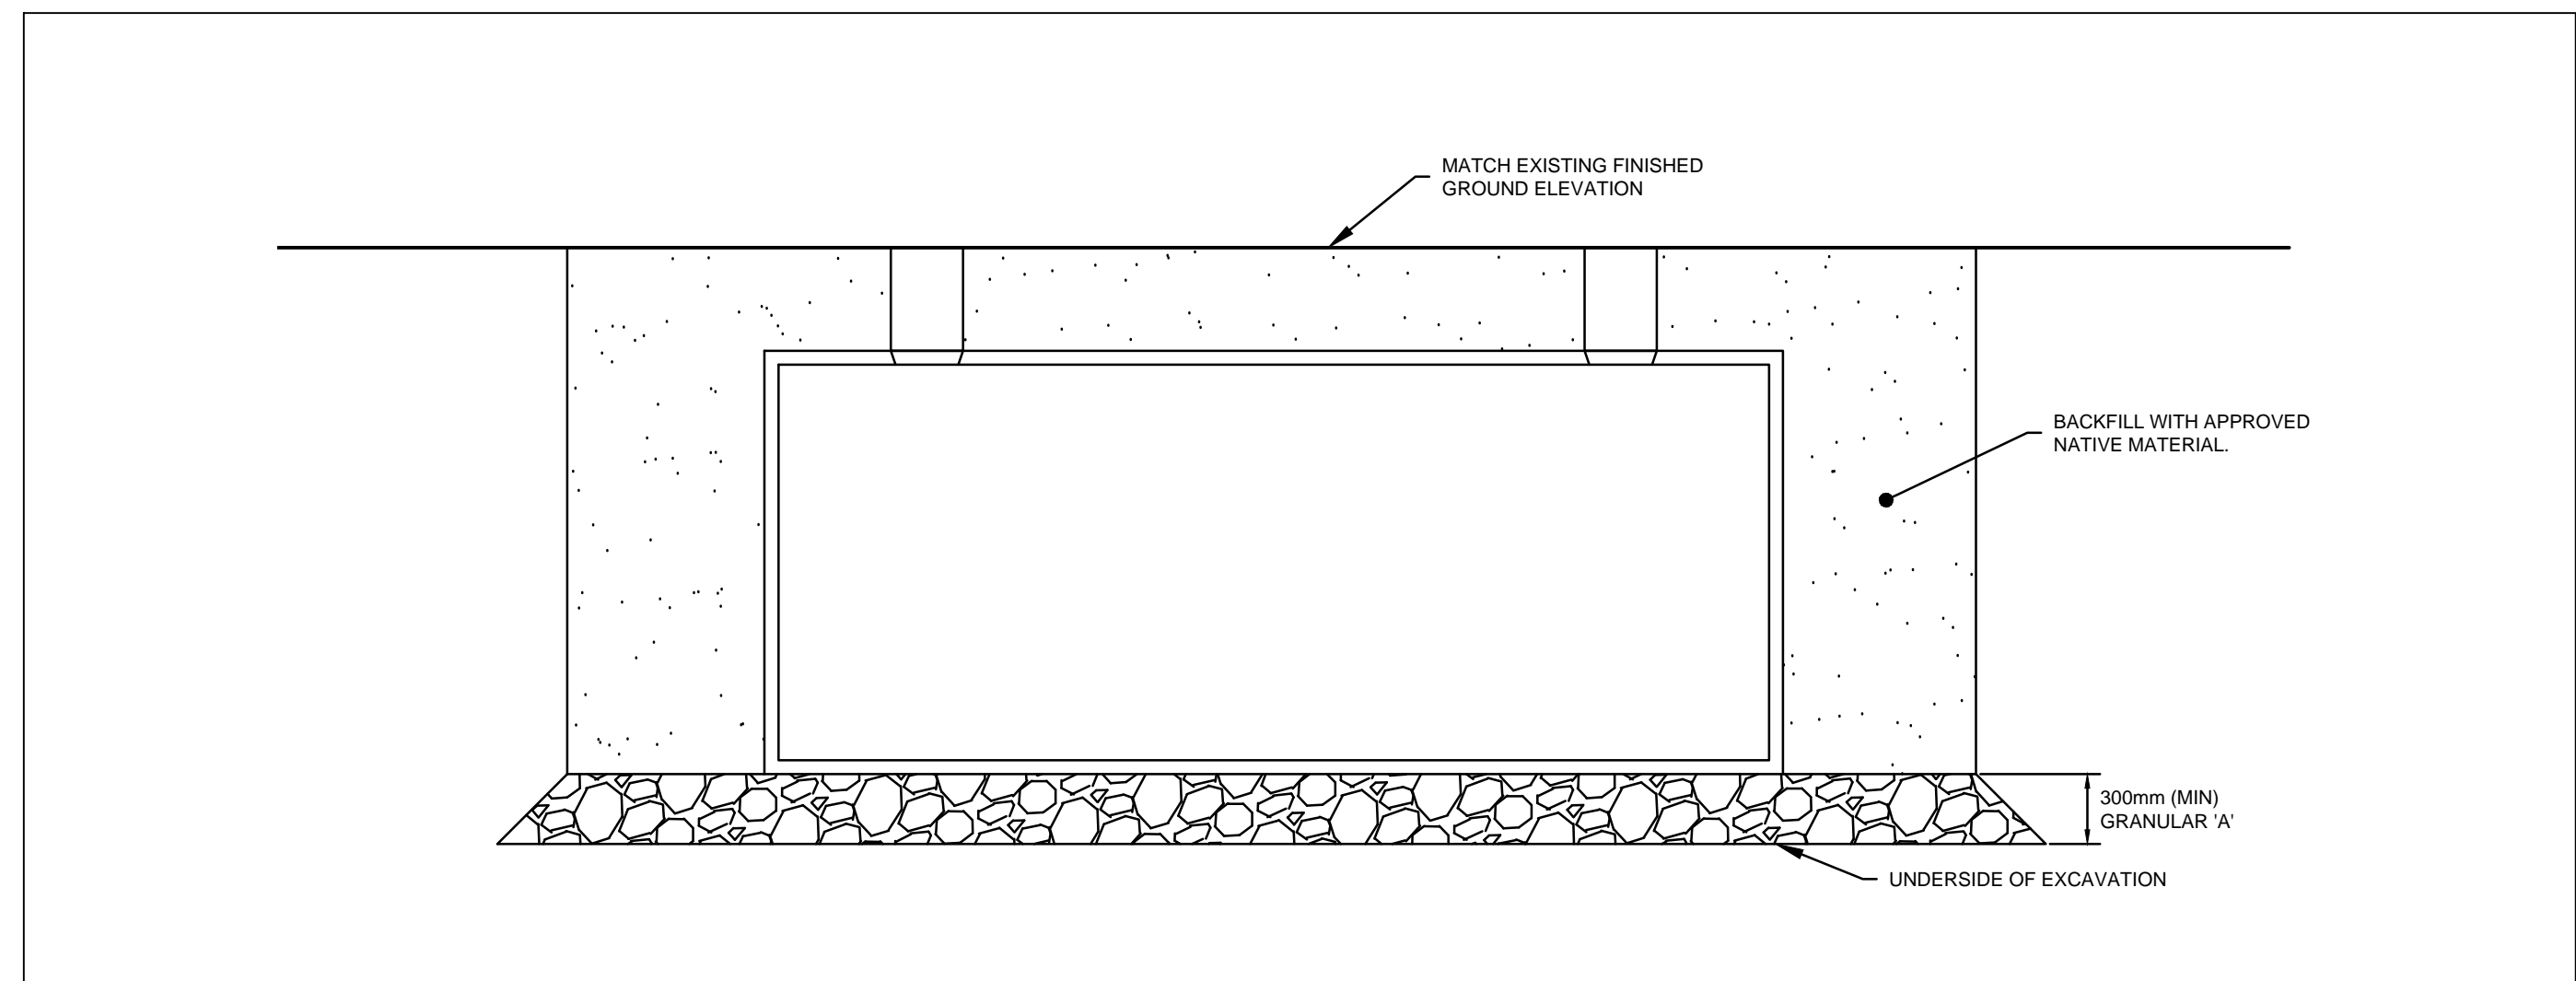 MATCH EXISTING FINISHED
GROUND ELEVATION
BACKFILL WITH APPROVED
NATIVE MATERIAL.
300mm (MIN)
GRANULAR 'A'
UNDERSIDE OF EXCAVATION